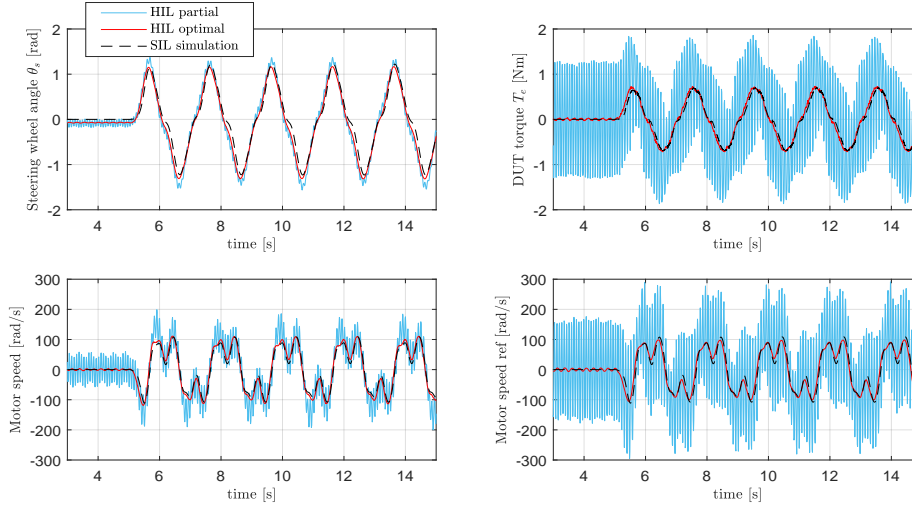 HIL partial
HIL optimal
SIL simulation
Steering wheel angle θs [rad]
2
1
0
-1
-2
4 6 8 10 12 14
time [s]
DUT torque Te [Nm]
2
1
0
-1
-2
4 6 8 10 12 14
time [s]
Motor speed [rad/s]
300
200
100
0
-100
-200
-300
4 6 8 10 12 14
time [s]
Motor speed ref [rad/s]
300
200
100
0
-100
-200
-300
4 6 8 10 12 14
time [s]